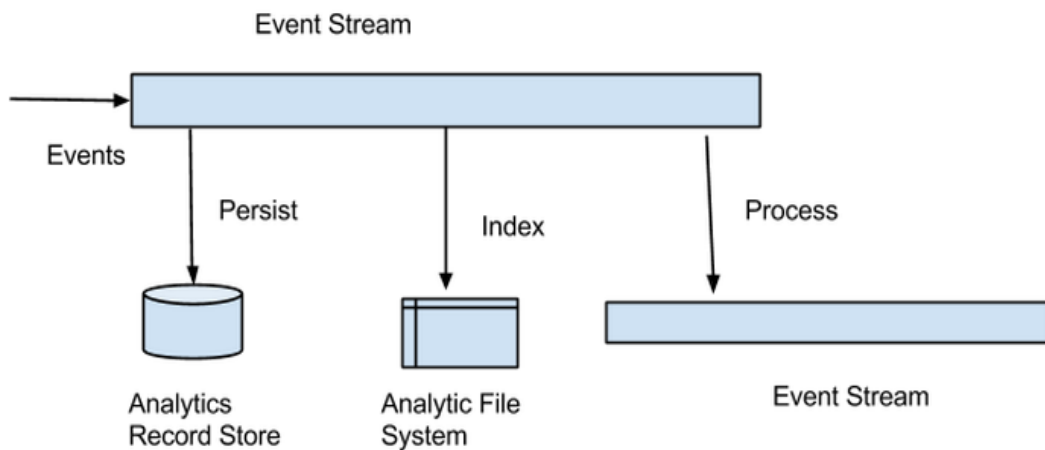 Event Stream
Events
Persist
Index
Process
Analytics
Record Store
Analytic File
System
Event Stream